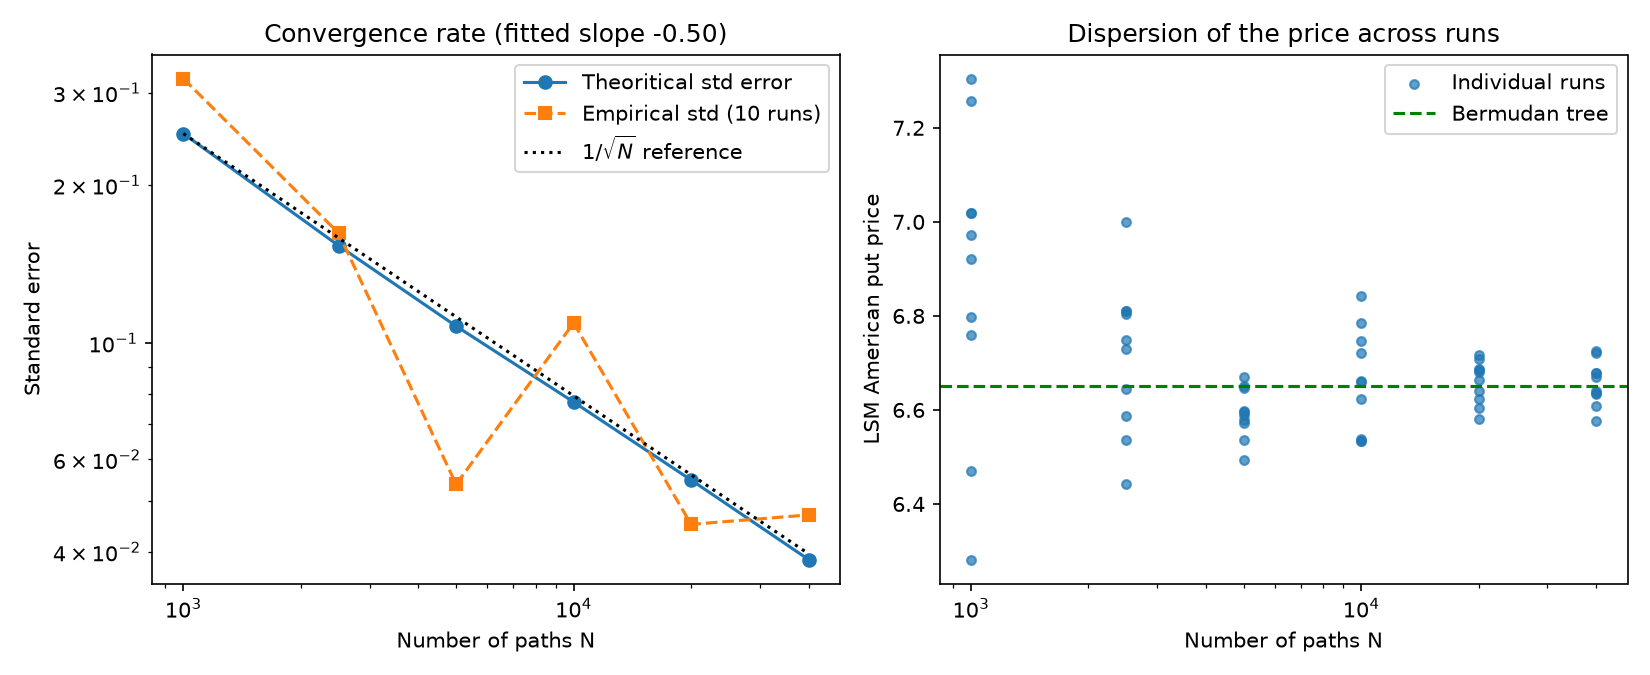 Convergence rate (fitted slope -0.50)
Theoritical std error
Empirical std (10 runs)
1/√N reference
3 × 10⁻¹
2 × 10⁻¹
10⁻¹
6 × 10⁻²
4 × 10⁻²
Standard error
10³
10⁴
Number of paths N
Dispersion of the price across runs
Individual runs
Bermudan tree
7.2
7.0
6.8
6.6
6.4
LSM American put price
10³
10⁴
Number of paths N